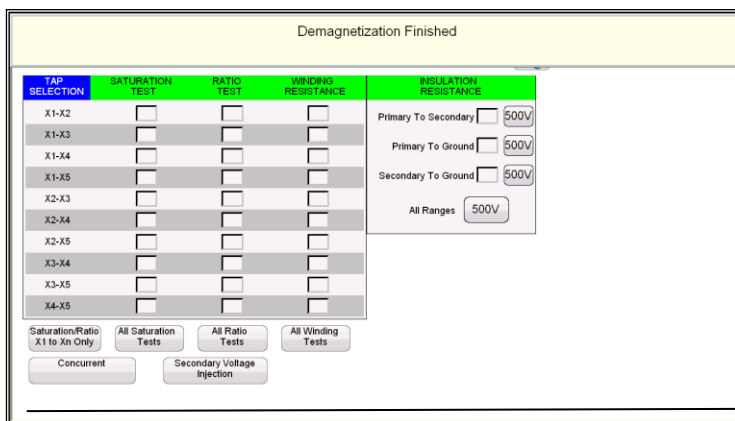 Demagnetization Finished
TAP SELECTION SATURATION TEST RATIO TEST WINDING RESISTANCE INSULATION RESISTANCE
X1-X2
X1-X3
X1-X4
X1-X5
X2-X3
X2-X4
X2-X5
X3-X4
X3-X5
X4-X5
Primary To Secondary 500V
Primary To Ground 500V
Secondary To Ground 500V
All Ranges 500V
Saturation/Ratio
X1 to Xn Only
All Saturation
Tests
All Ratio
Tests
All Winding
Tests
Concurrent
Secondary Voltage
Injection